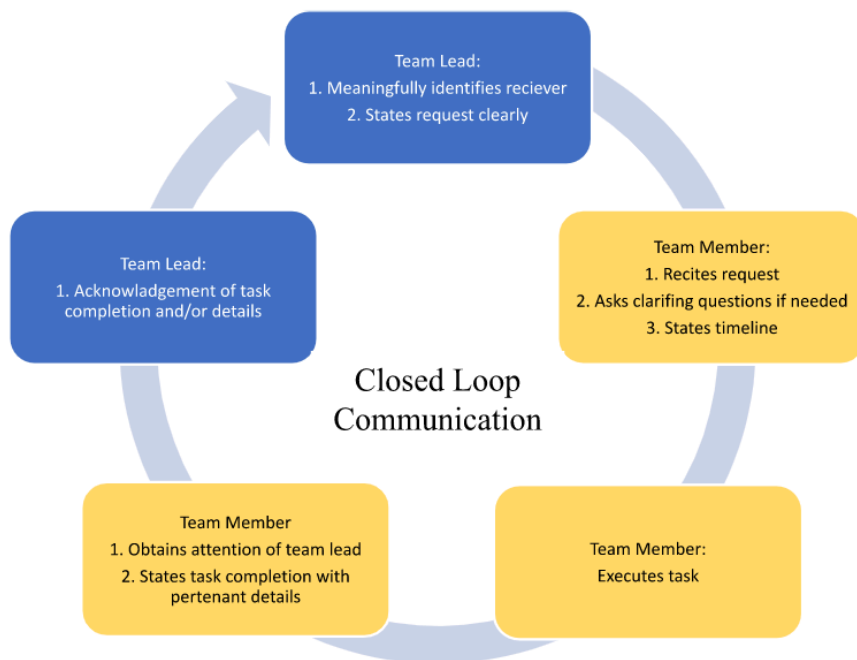 Team Lead:
1. Meaningfully identifies reciever
2. States request clearly
Team Member:
1. Recites request
2. Asks clarifing questions if needed
3. States timeline
Team Member:
Executes task
Team Member
1. Obtains attention of team lead
2. States task completion with
pertenant details
Team Lead:
1. Acknowladgement of task
completion and/or details
Closed Loop
Communication